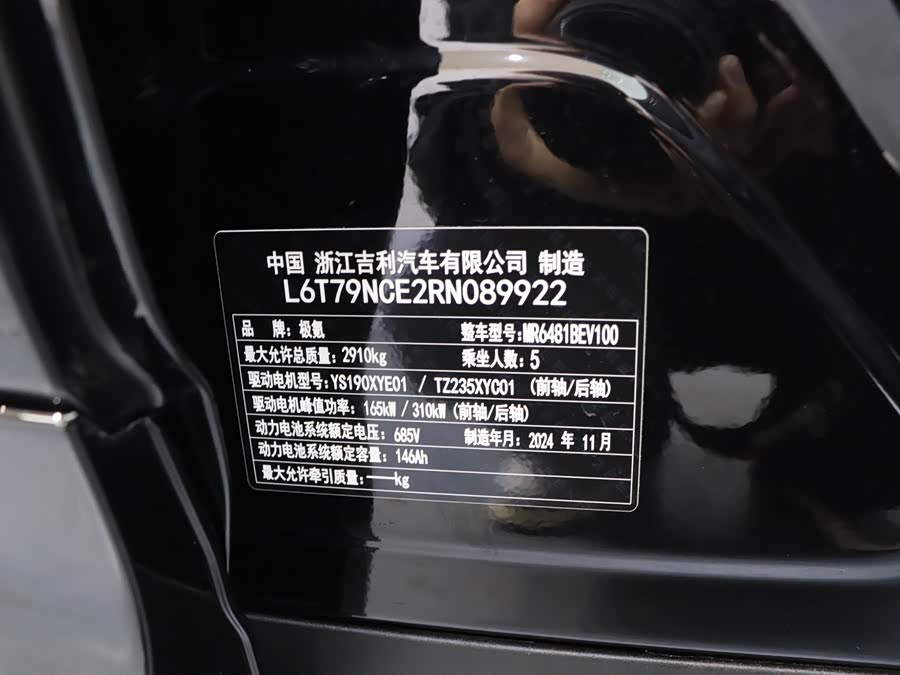 中国 浙江吉利汽车有限公司 制造
L6T79NCE2RN089922
品 牌: 极氪 整车型号:MR6481BEV100
最大允许总质量: 2910kg 乘坐人数: 5
驱动电机型号: YS190XYE01 / TZ235XYC01 (前轴/后轴)
驱动电机峰值功率: 165kW / 310kW (前轴/后轴)
动力电池系统额定电压: 685V 制造年月: 2024 年 11 月
动力电池系统额定容量: 146Ah
最大允许牵引质量: ——kg